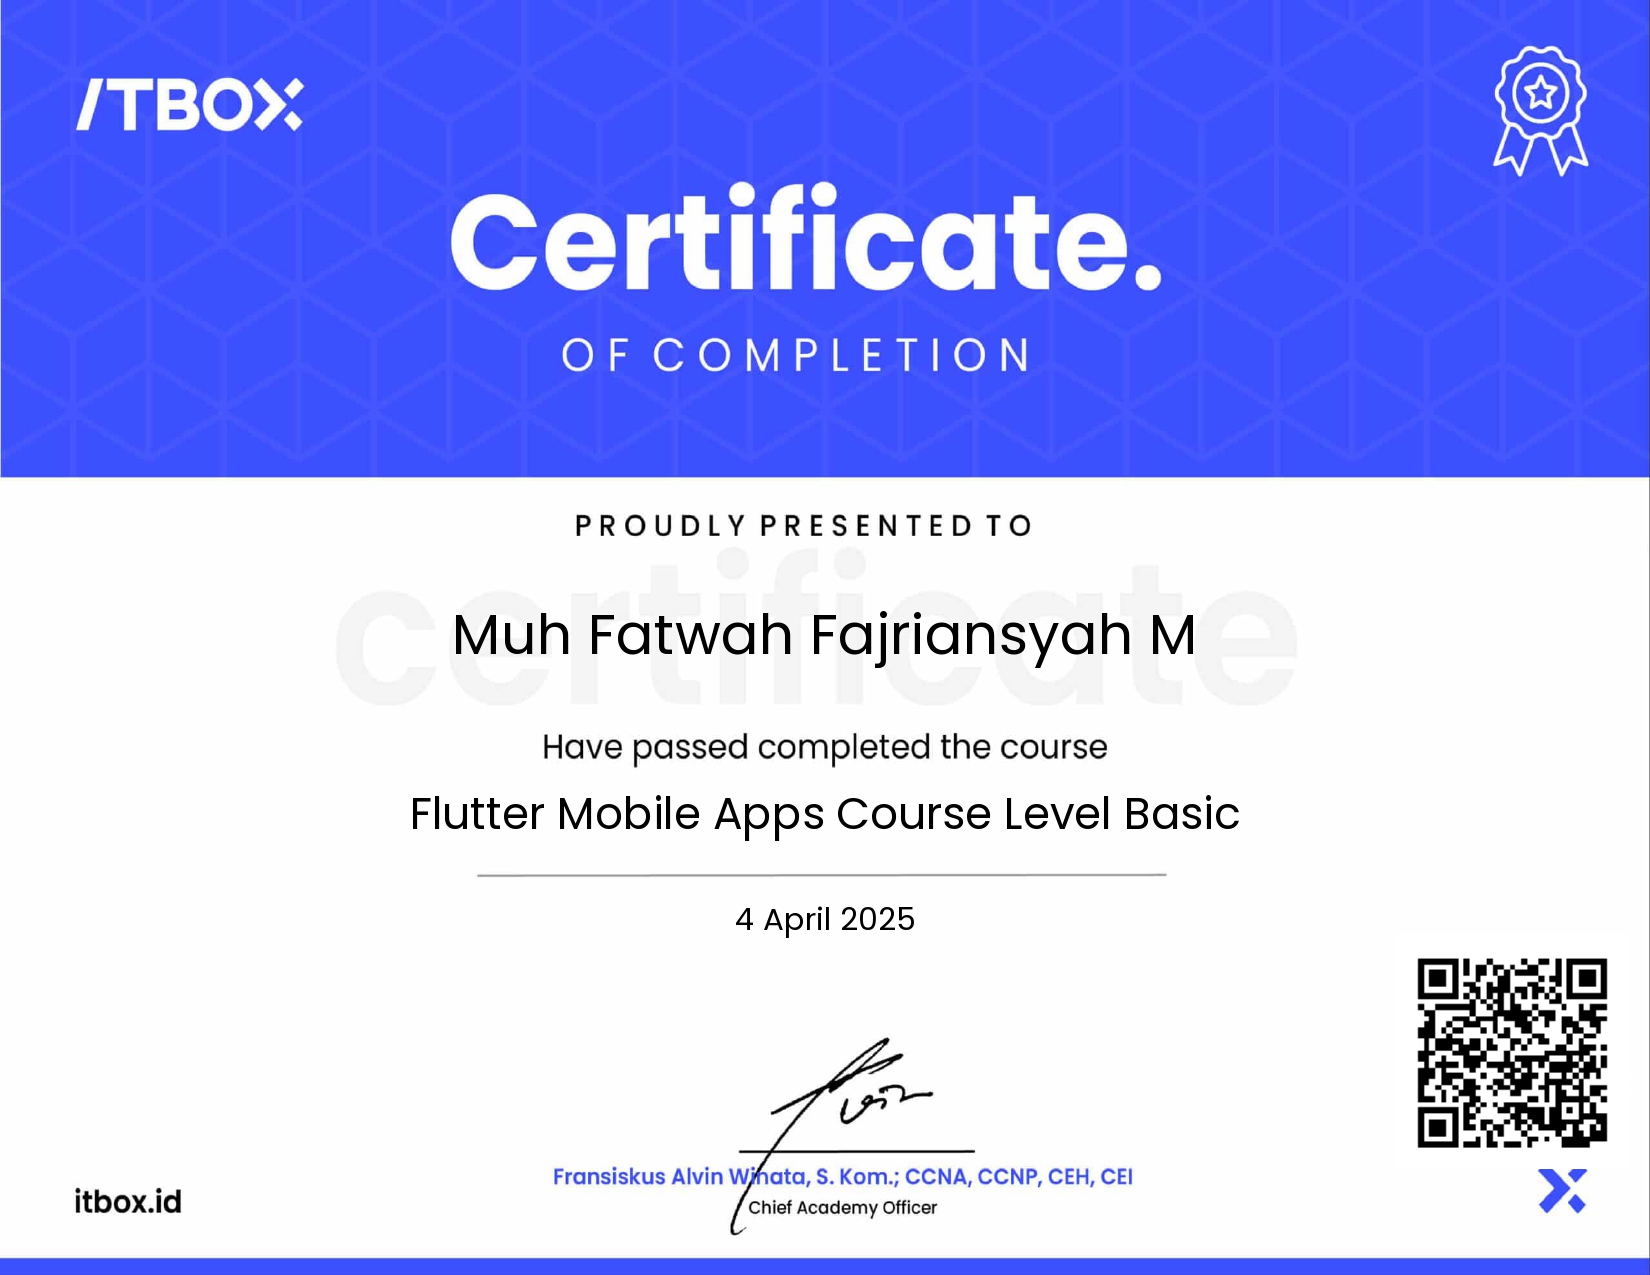 ITBOX
Certificate.
OF COMPLETION
PROUDLY PRESENTED TO
certificate
Muh Fatwah Fajriansyah M
Have passed completed the course
Flutter Mobile Apps Course Level Basic
4 April 2025
Fransiskus Alvin Winata, S. Kom.; CCNA, CCNP, CEH, CEI
Chief Academy Officer
itbox.id